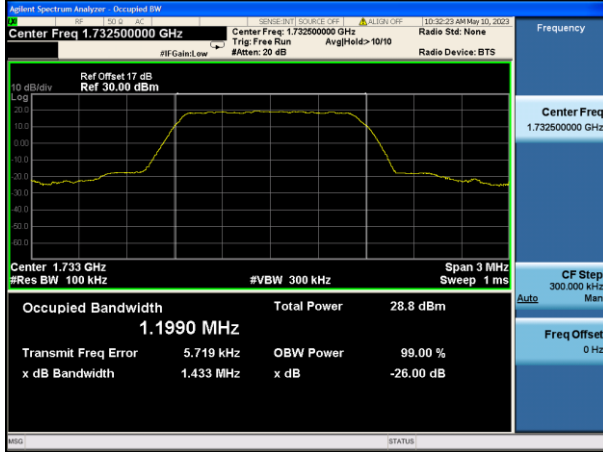 Agilent Spectrum Analyzer - Occupied BW
RF 50 Ω AC SENSE:INT SOURCE OFF ALIGN OFF 10:32:23 AM May 10, 2023
Center Freq 1.732500000 GHz
Center Freq: 1.732500000 GHz
Radio Std: None
Trig: Free Run Avg|Hold:>10/10
#IFGain:Low #Atten: 20 dB Radio Device: BTS
Ref Offset 17 dB
10 dB/div Ref 30.00 dBm
Log
20.0
10.0
0.00
-10.0
-20.0
-30.0
-40.0
-50.0
-60.0
Center 1.733 GHz Span 3 MHz
#Res BW 100 kHz #VBW 300 kHz Sweep 1 ms
Occupied Bandwidth Total Power 28.8 dBm
1.1990 MHz
Transmit Freq Error 5.719 kHz OBW Power 99.00 %
x dB Bandwidth 1.433 MHz x dB -26.00 dB
MSG STATUS
Frequency
Center Freq
1.732500000 GHz
CF Step
300.000 kHz
Auto Man
Freq Offset
0 Hz